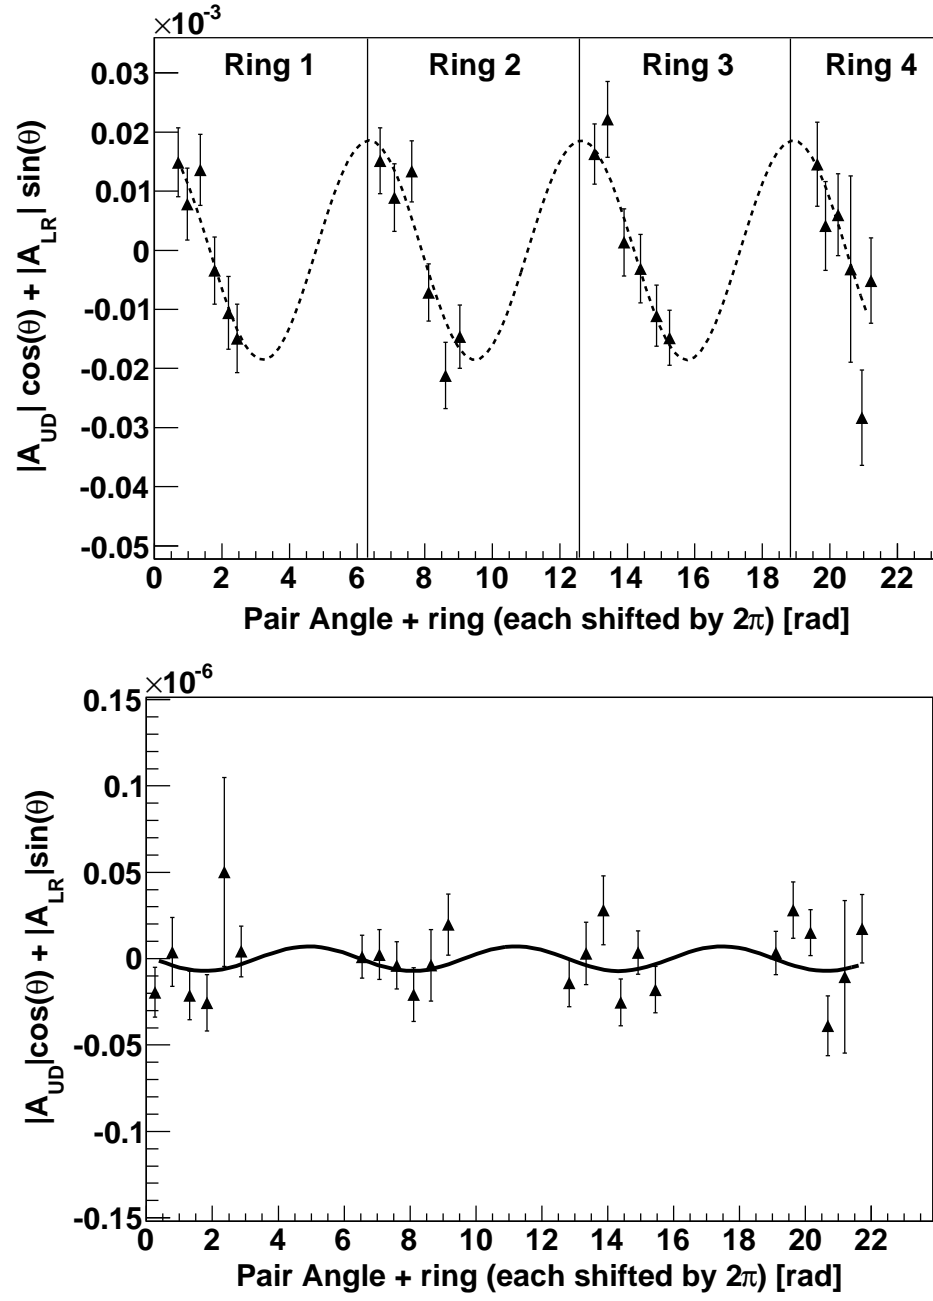 ×10-3
Ring 1 Ring 2 Ring 3 Ring 4
0.03
0.02
0.01
0
-0.01
-0.02
-0.03
-0.04
-0.05
|AUD| cos(θ) + |ALR| sin(θ)
0 2 4 6 8 10 12 14 16 18 20 22
Pair Angle + ring (each shifted by 2π) [rad]
×10-6
0.15
0.1
0.05
0
-0.05
-0.1
-0.15
|AUD|cos(θ) + |ALR|sin(θ)
0 2 4 6 8 10 12 14 16 18 20 22
Pair Angle + ring (each shifted by 2π) [rad]